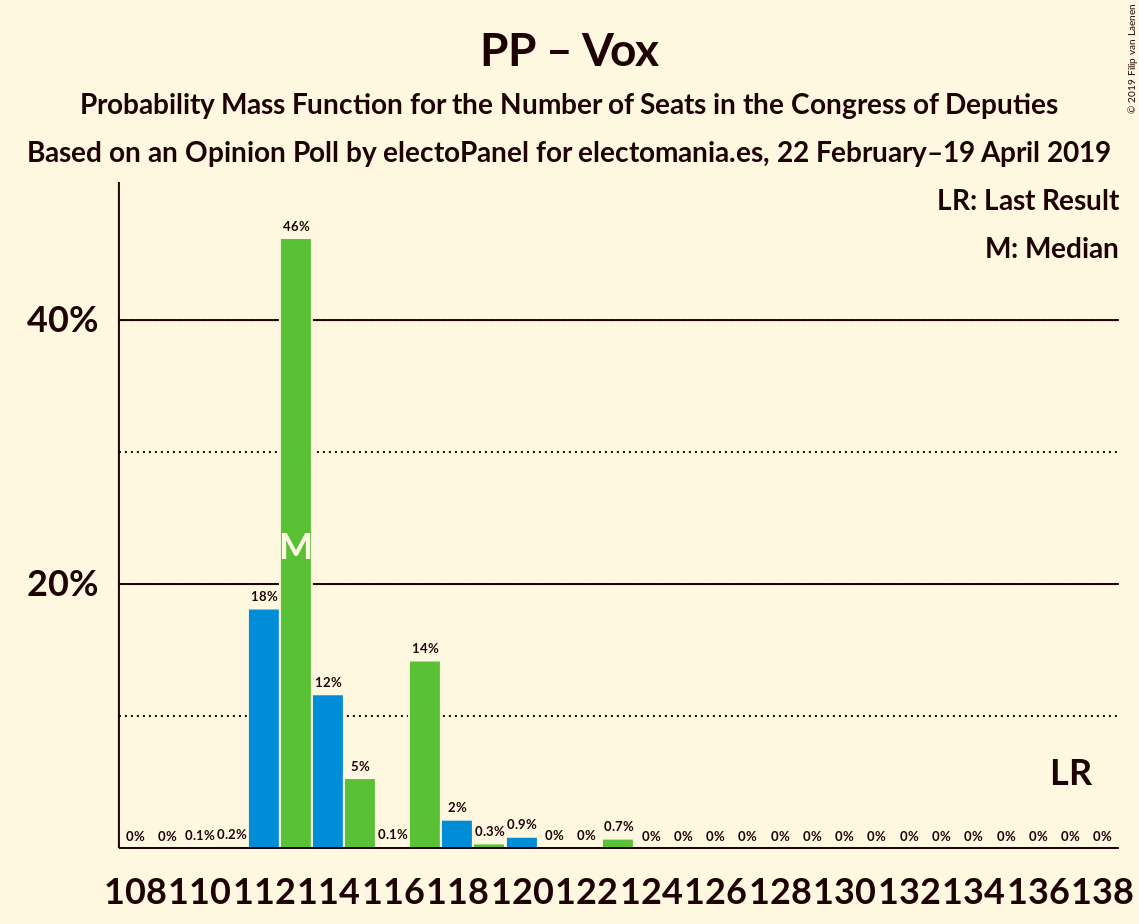 PP – Vox
Probability Mass Function for the Number of Seats in the Congress of Deputies
Based on an Opinion Poll by electoPanel for electomania.es, 22 February–19 April 2019
© 2019 Filip van Laenen
LR: Last Result
M: Median
46%
40%
M
20%
18%
14%
12%
5%
2%
LR
0% 0% 0.1% 0.2% 0.1% 0.3% 0.9% 0% 0% 0.7% 0% 0% 0% 0% 0% 0% 0% 0% 0% 0% 0% 0% 0% 0% 0%
108 110 112 114 116 118 120 122 124 126 128 130 132 134 136 138